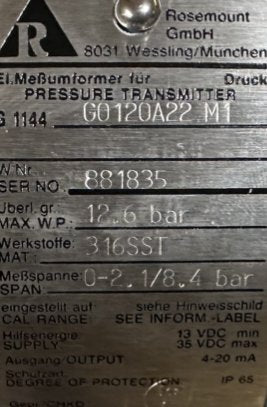 R
Rosemount
GmbH
8031 Wessling/München
El. Meßumformer für Druck
PRESSURE TRANSMITTER
1144 G0120A22 M1
W.Nr.
SER NO. 881835
Überl. gr.:
MAX. W.P.: 12.6 bar
Werkstoffe: 316SST
MAT.:
Meßspanne: 0-2.1/8.4 bar
SPAN:
eingestellt auf siehe Hinweisschild
CAL RANGE: SEE INFORM.-LABEL
Hilfsenergie: 13 VDC min
SUPPLY 35 VDC max
Ausgang/OUTPUT 4-20 mA
Schutzart:
DEGREE OF PROTECTION: IP 65